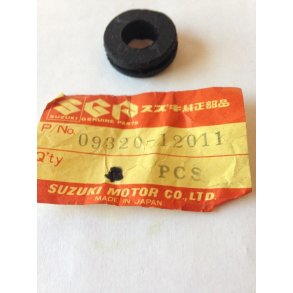 SGP スズキ純正部品
SUZUKI GENUINE PARTS
P/No. 09320-12011
Q'ty PCS
SUZUKI MOTOR CO.,LTD.
MADE IN JAPAN